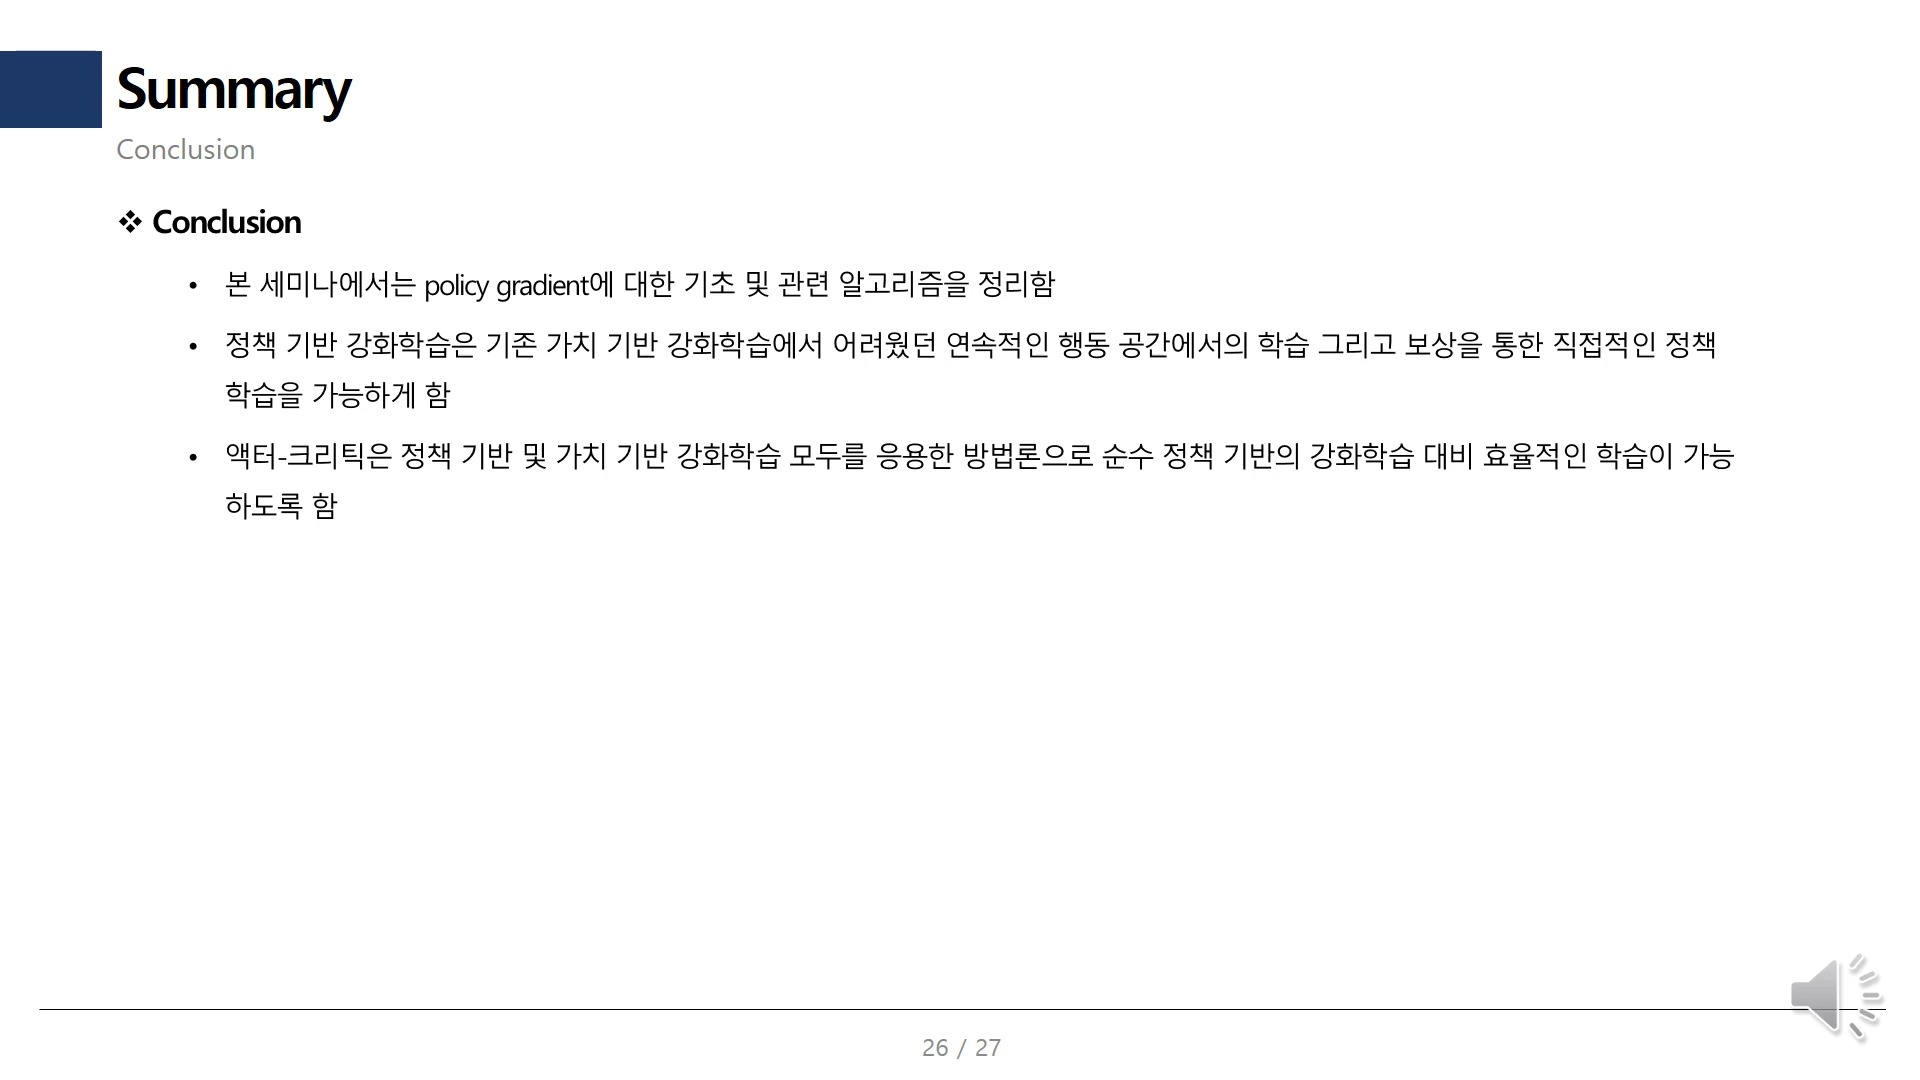 Summary
Conclusion
❖ Conclusion
• 본 세미나에서는 policy gradient에 대한 기초 및 관련 알고리즘을 정리함
• 정책 기반 강화학습은 기존 가치 기반 강화학습에서 어려웠던 연속적인 행동 공간에서의 학습 그리고 보상을 통한 직접적인 정책
학습을 가능하게 함
• 액터-크리틱은 정책 기반 및 가치 기반 강화학습 모두를 응용한 방법론으로 순수 정책 기반의 강화학습 대비 효율적인 학습이 가능
하도록 함
26 / 27